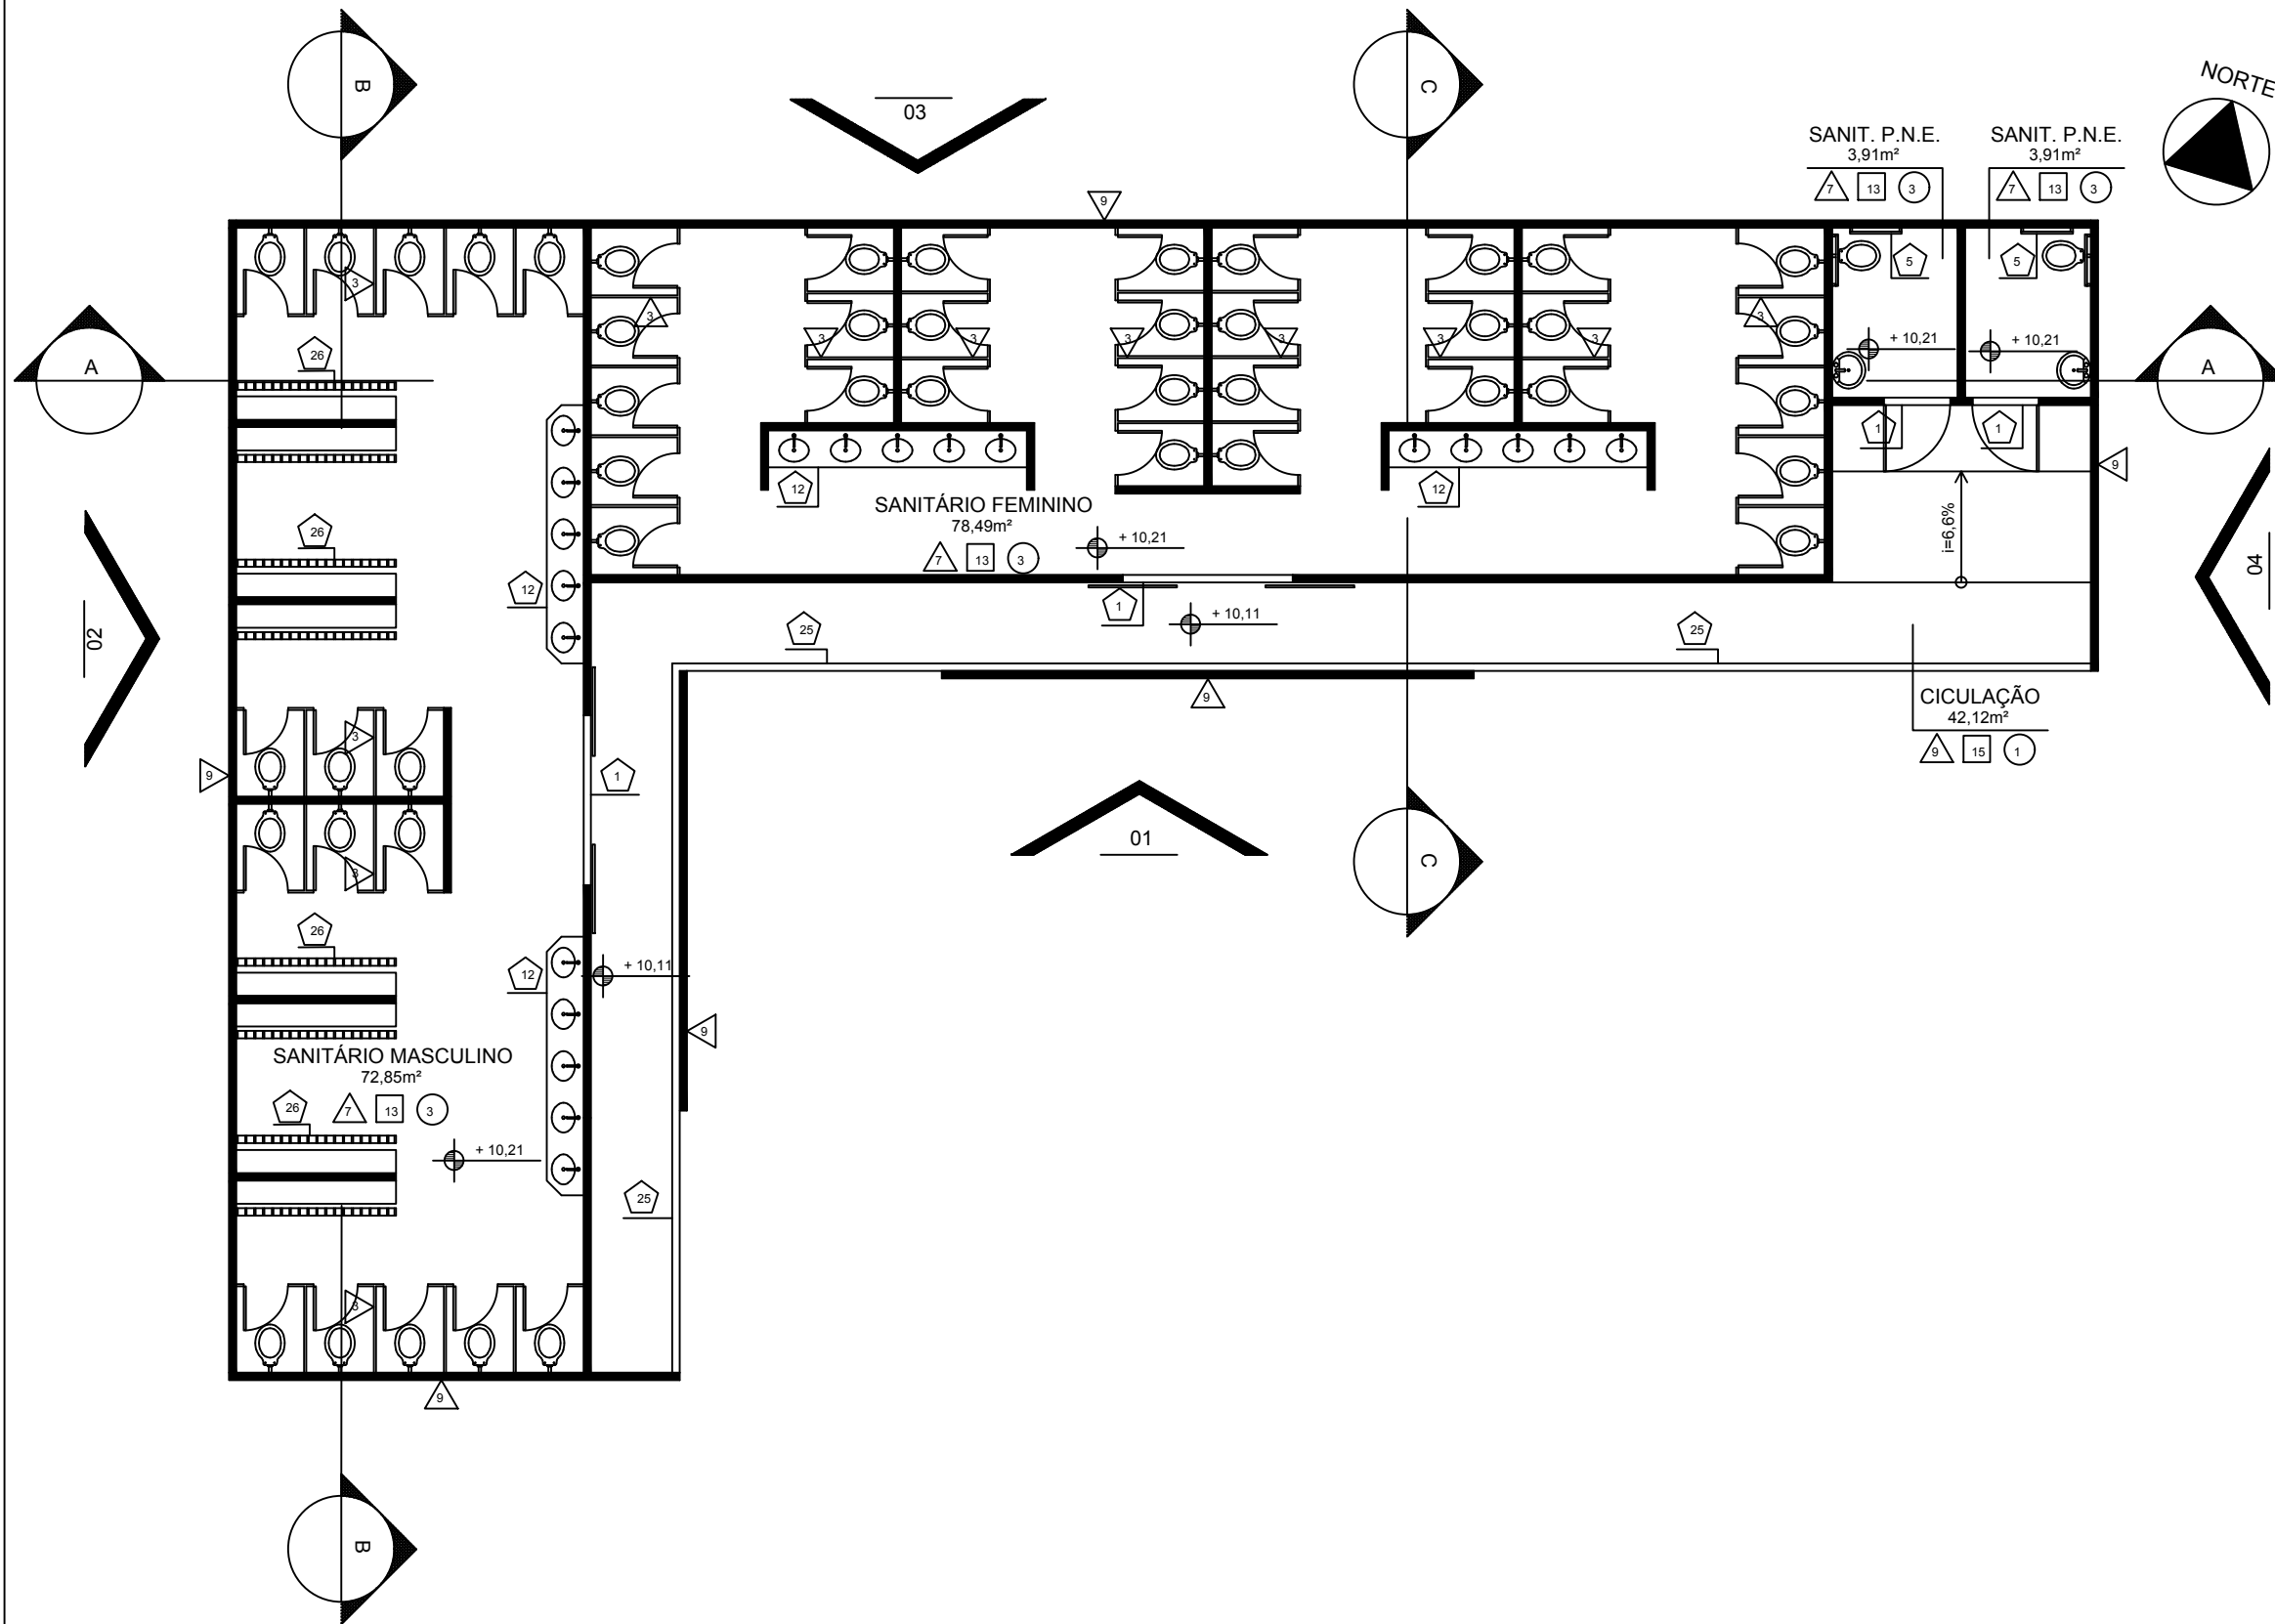 B
C
03
NORTE
SANIT. P.N.E.
3,91m²
7 13 3
SANIT. P.N.E.
3,91m²
7 13 3
9
5
5
3
3
3
3
3
3
3
3
3
A
26
+ 10,21
+ 10,21
A
1
1
9
12
12
SANITÁRIO FEMININO
78,49m²
7 13 3
+ 10,21
i=6,6%
26
12
02
04
1
+ 10,11
25
25
9
CICULAÇÃO
42,12m²
9 15 1
3
9
1
01
C
3
26
12
+ 10,11
9
SANITÁRIO MASCULINO
72,85m²
26 7 13 3
+ 10,21
25
3
9
B